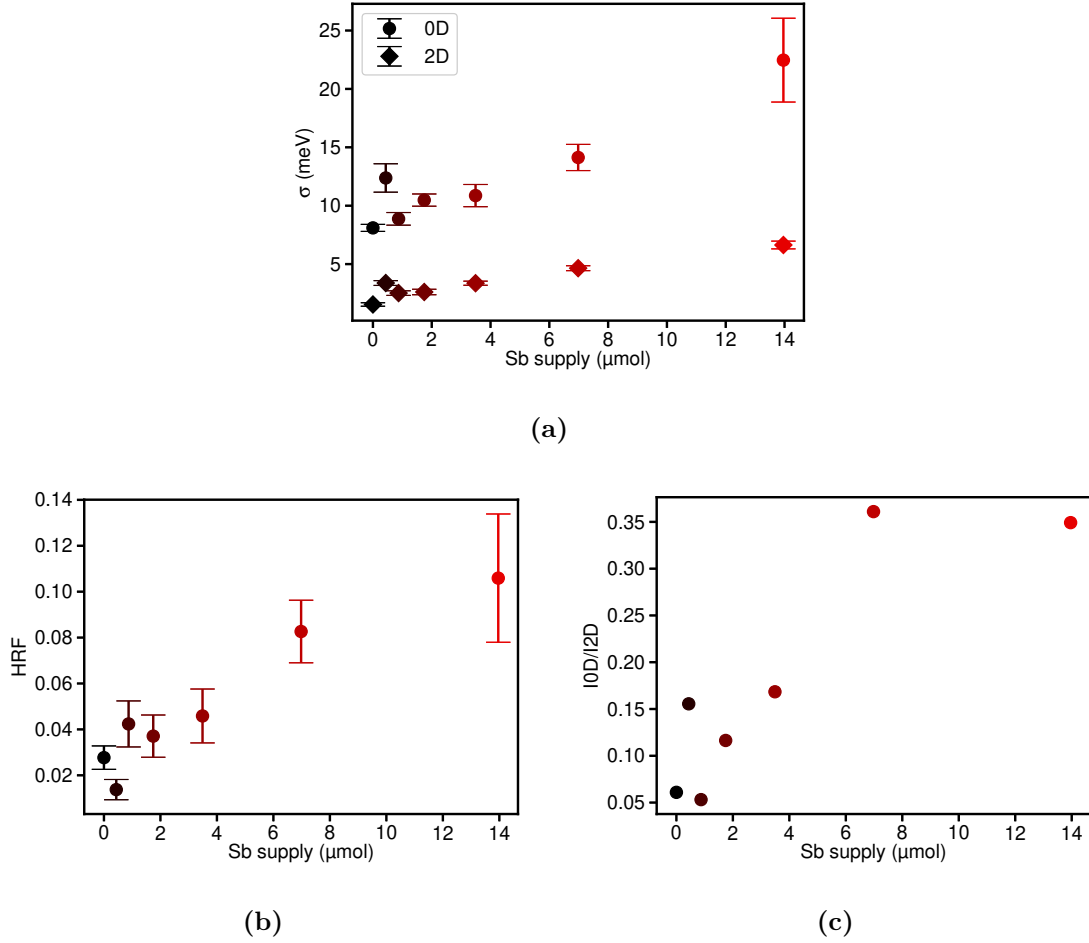 25
20
15
10
5
σ (meV)
0D
2D
0 2 4 6 8 10 12 14
Sb supply (µmol)
(a)
0.14
0.12
0.10
0.08
0.06
0.04
0.02
HRF
0 2 4 6 8 10 12 14
Sb supply (µmol)
(b)
0.35
0.30
0.25
0.20
0.15
0.10
0.05
I0D/I2D
0 2 4 6 8 10 12 14
Sb supply (µmol)
(c)